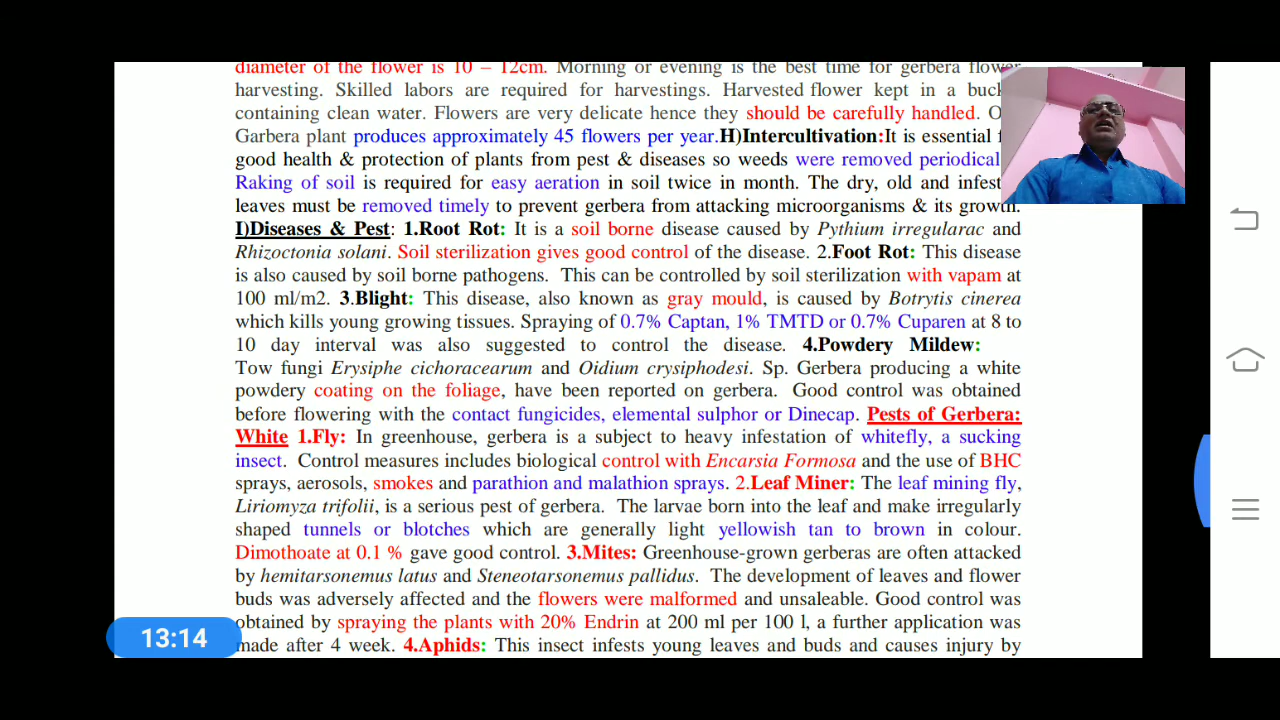 diameter of the flower is 10 – 12cm. Morning or evening is the best time for gerbera flower
harvesting. Skilled labors are required for harvestings. Harvested flower kept in a
containing clean water. Flowers are very delicate hence they should be carefully handled.
Garbera plant produces approximately 45 flowers per year.H)Intercultivation:It is essential
good health & protection of plants from pest & diseases so weeds were removed
Raking of soil is required for easy aeration in soil twice in month. The dry, old and
leaves must be removed timely to prevent gerbera from attacking microorganisms & its growth.
I)Diseases & Pest: 1.Root Rot: It is a soil borne disease caused by Pythium irregularac and
Rhizoctonia solani. Soil sterilization gives good control of the disease. 2.Foot Rot: This disease
is also caused by soil borne pathogens. This can be controlled by soil sterilization with vapam at
100 ml/m2. 3.Blight: This disease, also known as gray mould, is caused by Botrytis cinerea
which kills young growing tissues. Spraying of 0.7% Captan, 1% TMTD or 0.7% Cuparen at 8 to
10 day interval was also suggested to control the disease. 4.Powdery Mildew:
Tow fungi Erysiphe cichoracearum and Oidium crysiphodesi. Sp. Gerbera producing a white
powdery coating on the foliage, have been reported on gerbera. Good control was obtained
before flowering with the contact fungicides, elemental sulphor or Dinecap. Pests of Gerbera:
White 1.Fly: In greenhouse, gerbera is a subject to heavy infestation of whitefly, a sucking
insect. Control measures includes biological control with Encarsia Formosa and the use of BHC
sprays, aerosols, smokes and parathion and malathion sprays. 2.Leaf Miner: The leaf mining fly,
Liriomyza trifolii, is a serious pest of gerbera. The larvae born into the leaf and make irregularly
shaped tunnels or blotches which are generally light yellowish tan to brown in colour.
Dimothoate at 0.1 % gave good control. 3.Mites: Greenhouse-grown gerberas are often attacked
by hemitarsonemus latus and Steneotarsonemus pallidus. The development of leaves and flower
buds was adversely affected and the flowers were malformed and unsaleable. Good control was
obtained by spraying the plants with 20% Endrin at 200 ml per 100 l, a further application was
made after 4 week. 4.Aphids: This insect infests young leaves and buds and causes injury by
13:14